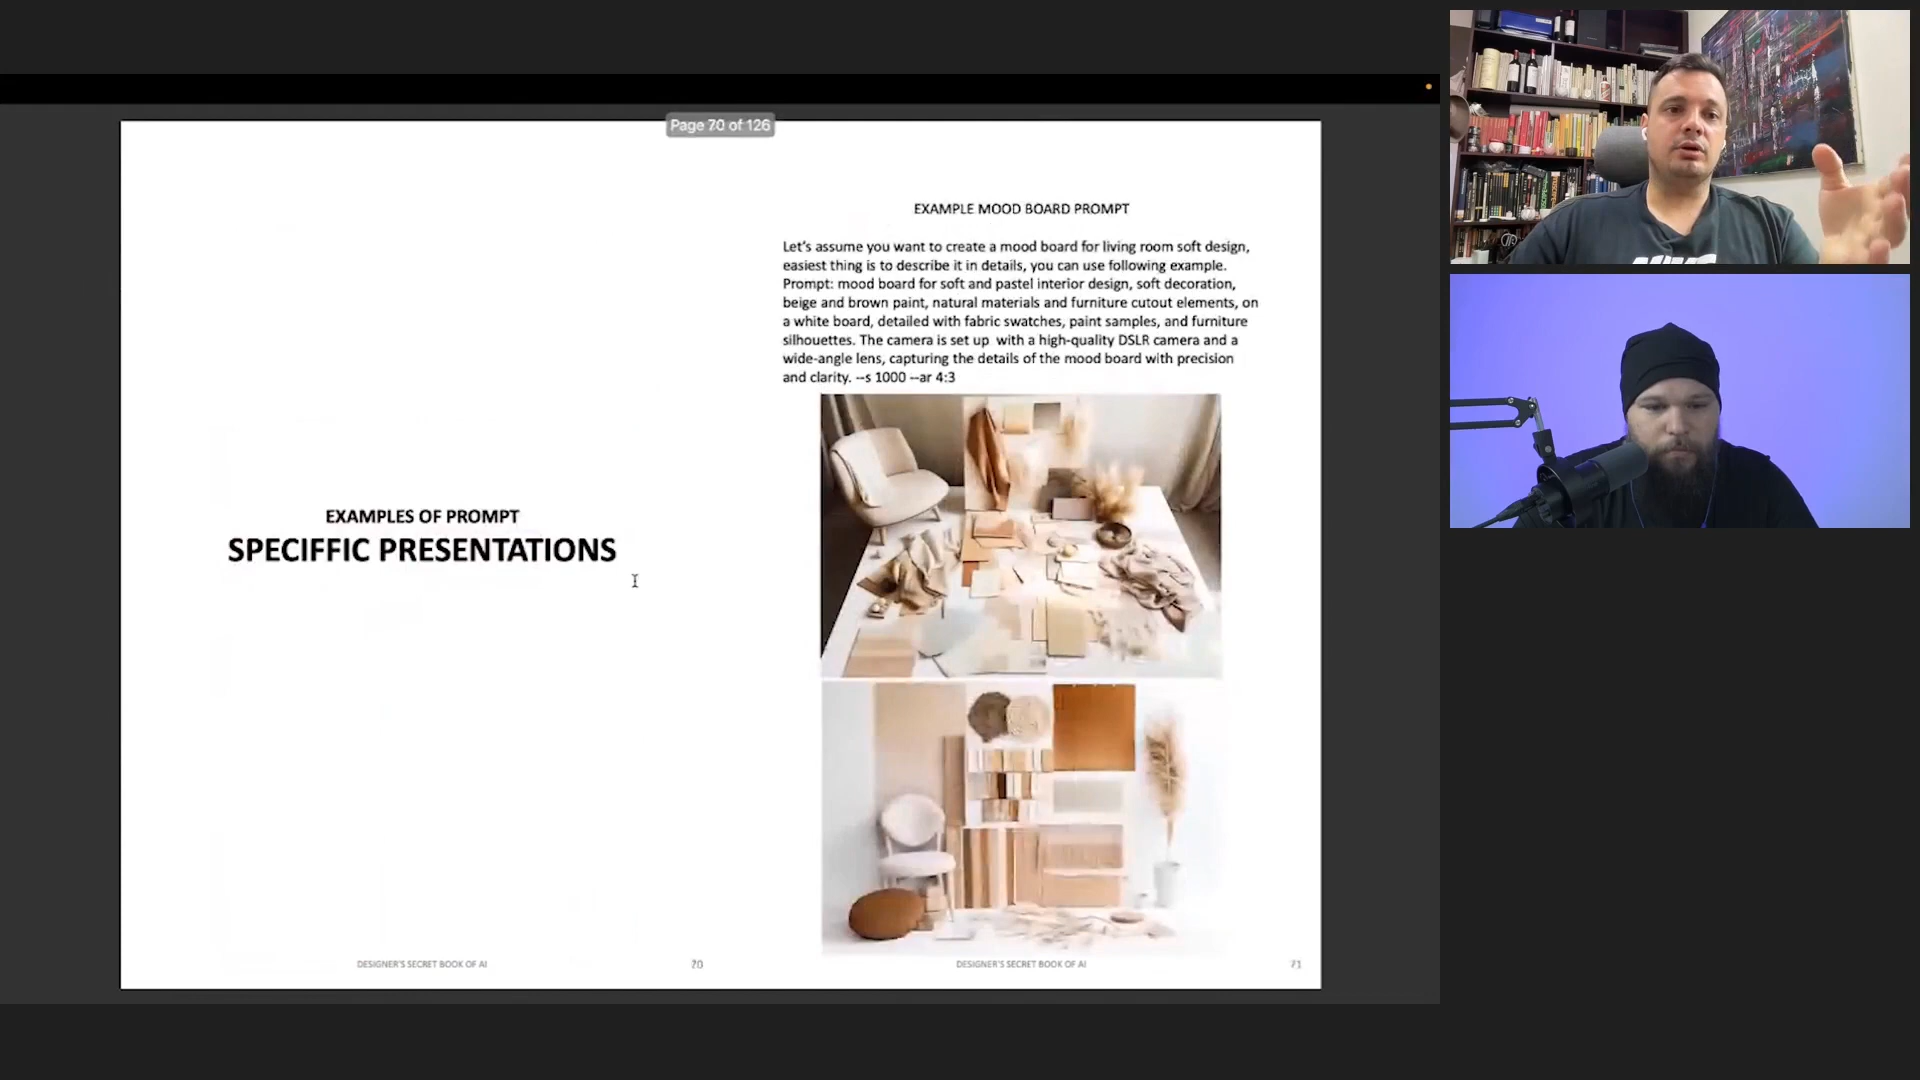 Page 70 of 126
EXAMPLES OF PROMPT
SPECIFFIC PRESENTATIONS
DESIGNER'S SECRET BOOK OF AI
70
EXAMPLE MOOD BOARD PROMPT
Let's assume you want to create a mood board for living room soft design,
easiest thing is to describe it in details, you can use following example.
Prompt: mood board for soft and pastel interior design, soft decoration,
beige and brown paint, natural materials and furniture cutout elements, on
a white board, detailed with fabric swatches, paint samples, and furniture
silhouettes. The camera is set up with a high-quality DSLR camera and a
wide-angle lens, capturing the details of the mood board with precision
and clarity. --s 1000 --ar 4:3
DESIGNER'S SECRET BOOK OF AI
71